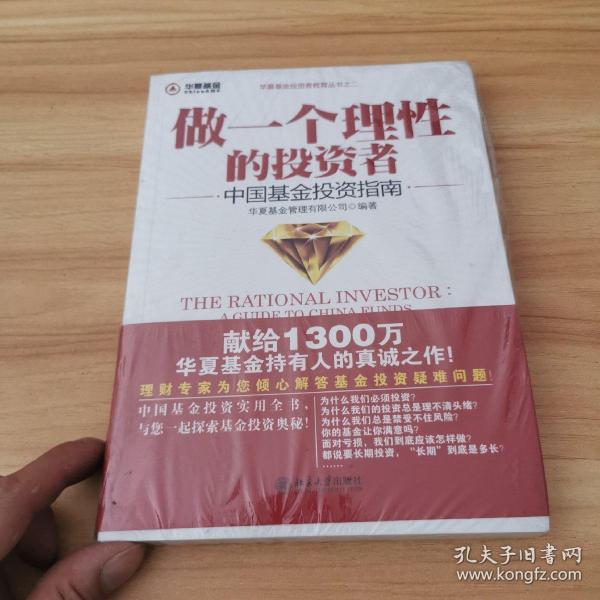 华夏基金
ChinaAMC
华夏基金投资者教育丛书之二
做一个理性
的投资者
·中国基金投资指南·
华夏基金管理有限公司◎编著
THE RATIONAL INVESTOR:
A GUIDE TO CHINA FUNDS
献给1300万
华夏基金持有人的真诚之作!
理财专家为您倾心解答基金投资疑难问题!
中国基金投资实用全书,
与您一起探索基金投资奥秘!
为什么我们必须投资?
为什么我们的投资总是理不清头绪?
为什么我们总是禁受不住风险?
你的基金让你满意吗?
面对亏损,我们到底应该怎样做?
都说要长期投资,“长期”到底是多长?
……
北京大学出版社
孔夫子旧书网
www.kongfz.com